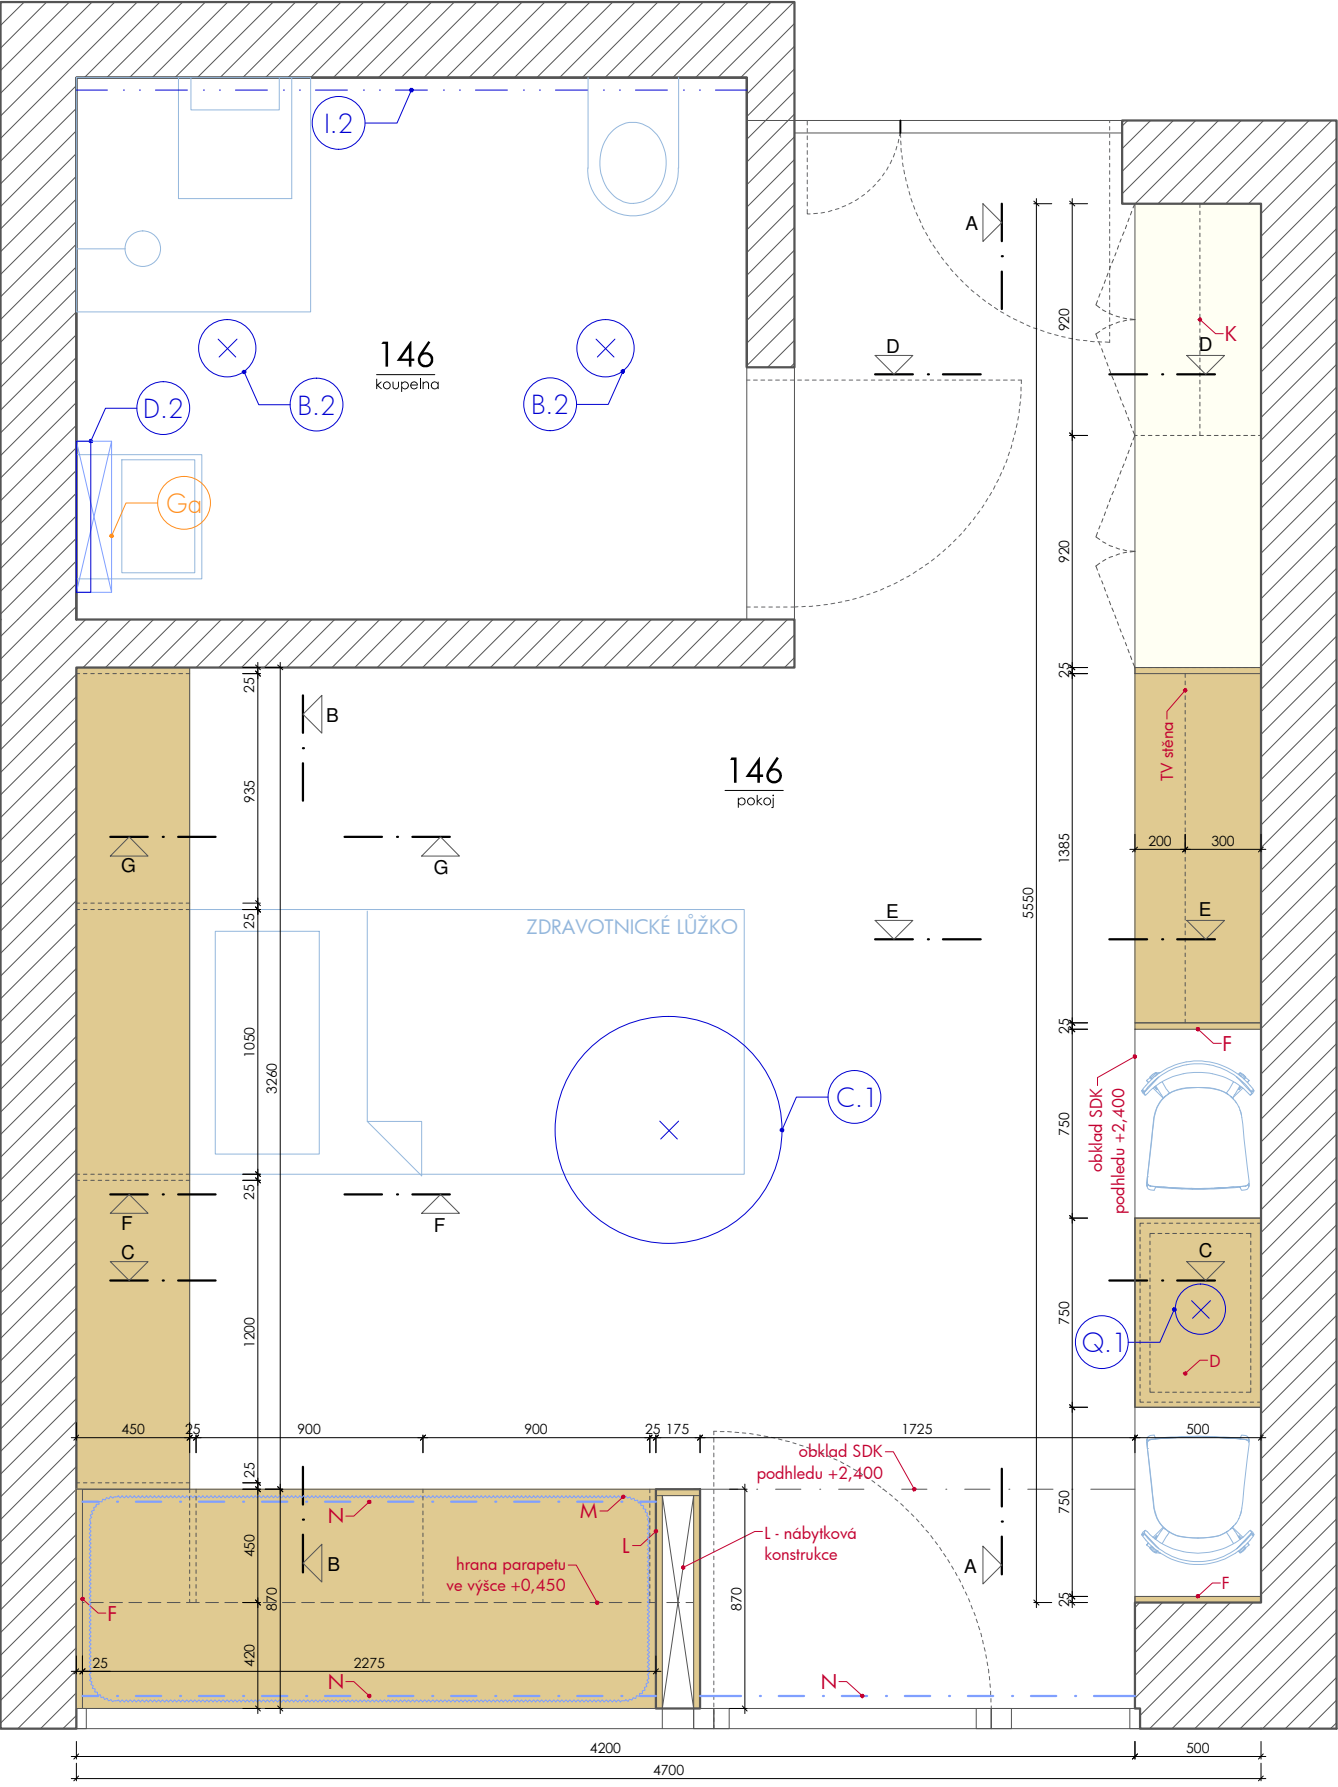 I.2
A
920
K
D
D
146
koupelna
B.2
B.2
D.2
Ga
920
25
25
B
TV stěna
146
pokoj
935
200
300
1385
G
G
5550
E
E
25
ZDRAVOTNICKÉ LŮŽKO
25
F
1050
3260
C.1
obklad SDK
podhledu +2,400
750
25
F
F
C
C
1200
750
Q.1
D
450
25
900
900
25
175
1725
500
obklad SDK
podhledu +2,400
25
M
N
750
L
L - nábytková
konstrukce
450
B
A
hrana parapetu
ve výšce +0,450
870
870
F
F
25
420
25
2275
N
N
4200
500
4700